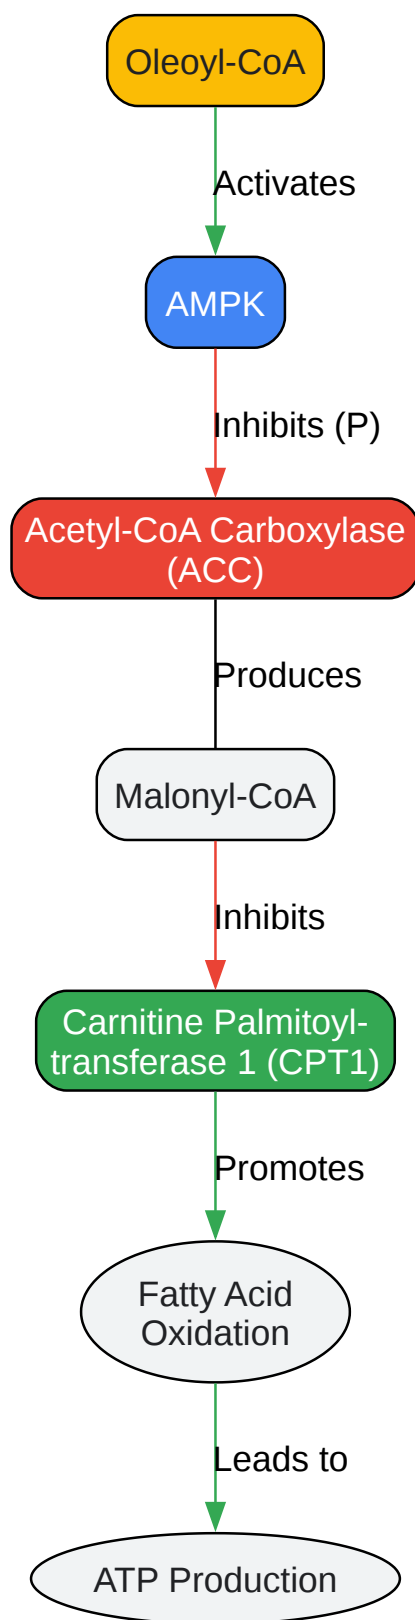 Oleoyl-CoA
Activates
AMPK
Inhibits (P)
Acetyl-CoA Carboxylase
(ACC)
Produces
Malonyl-CoA
Inhibits
Carnitine Palmitoyl-
transferase 1 (CPT1)
Promotes
Fatty Acid
Oxidation
Leads to
ATP Production